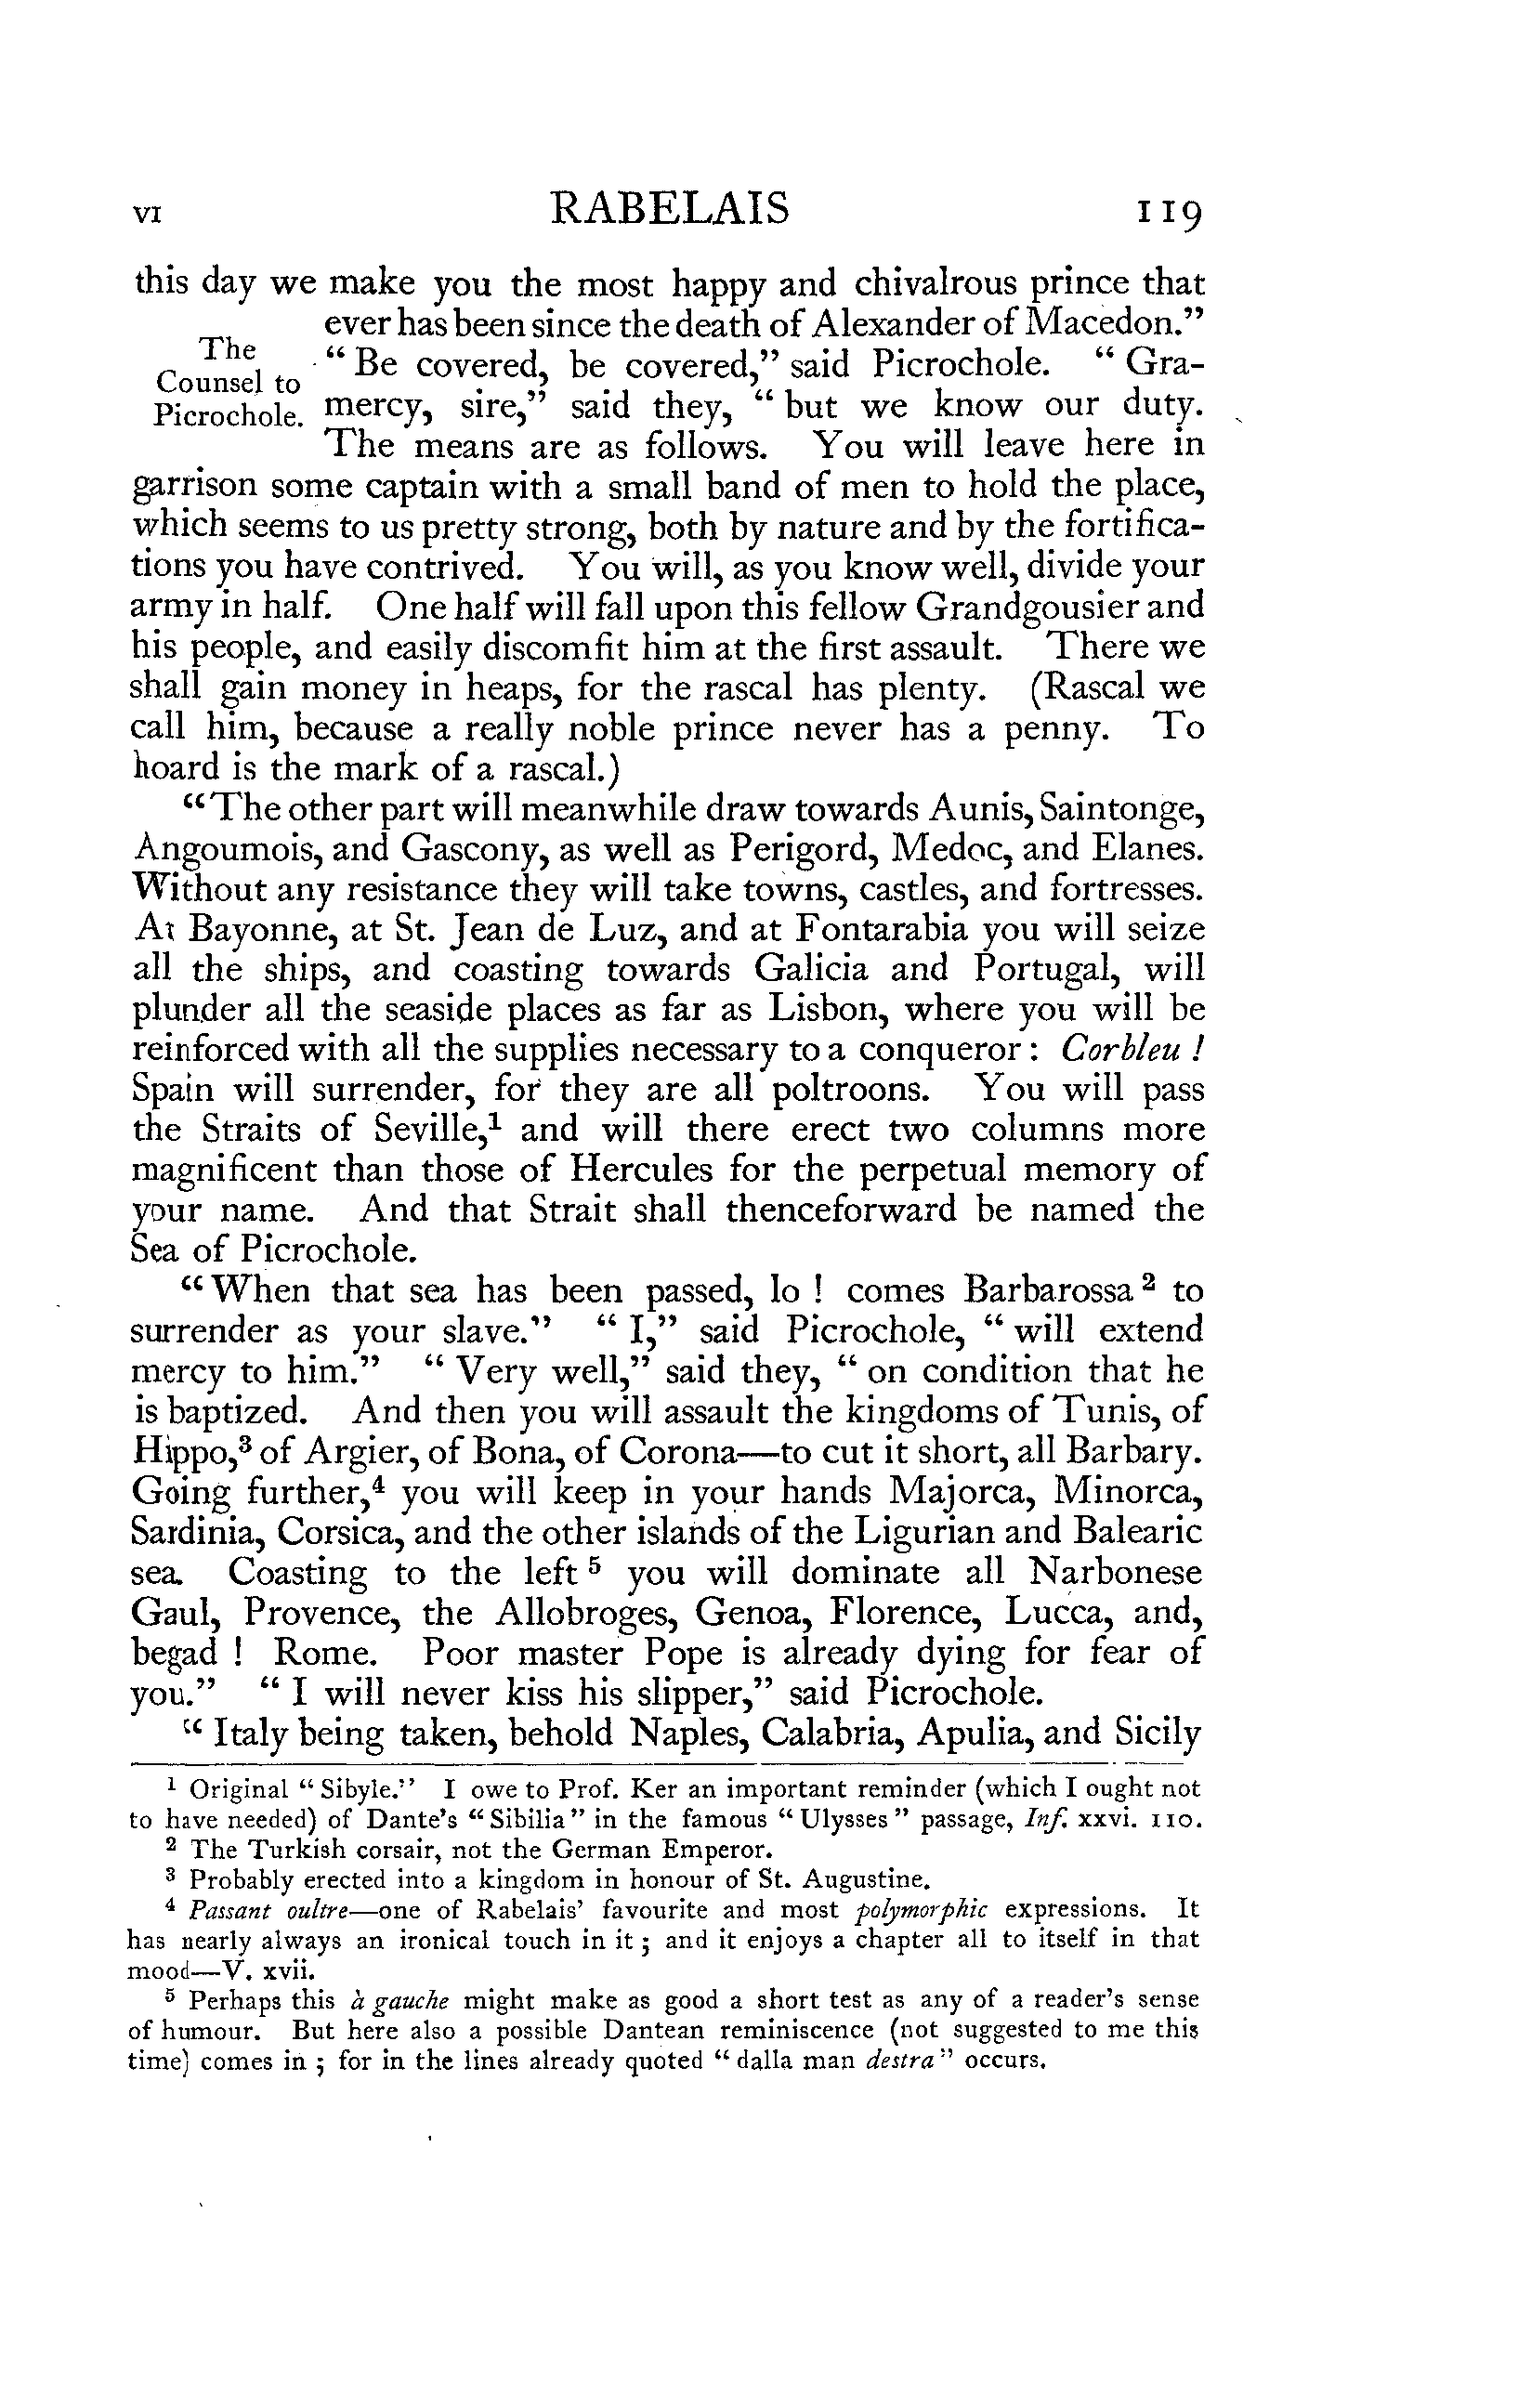 vi RABELAIS 119
this day we make you the most happy and chivalrous prince that
ever has been since the death of Alexander of Macedon.”
The
Counsel to
Picrochole.
“ Be covered, be covered,” said Picrochole. “ Gra-
mercy, sire,” said they, “ but we know our duty.
The means are as follows. You will leave here in
garrison some captain with a small band of men to hold the place,
which seems to us pretty strong, both by nature and by the fortifica-
tions you have contrived. You will, as you know well, divide your
army in half. One half will fall upon this fellow Grandgousier and
his people, and easily discomfit him at the first assault. There we
shall gain money in heaps, for the rascal has plenty. (Rascal we
call him, because a really noble prince never has a penny. To
hoard is the mark of a rascal.)
“The other part will meanwhile draw towards Aunis, Saintonge,
Angoumois, and Gascony, as well as Perigord, Medoc, and Elanes.
Without any resistance they will take towns, castles, and fortresses.
At Bayonne, at St. Jean de Luz, and at Fontarabia you will seize
all the ships, and coasting towards Galicia and Portugal, will
plunder all the seaside places as far as Lisbon, where you will be
reinforced with all the supplies necessary to a conqueror : Corbleu !
Spain will surrender, for they are all poltroons. You will pass
the Straits of Seville,¹ and will there erect two columns more
magnificent than those of Hercules for the perpetual memory of
your name. And that Strait shall thenceforward be named the
Sea of Picrochole.
“When that sea has been passed, lo ! comes Barbarossa ² to
surrender as your slave.” “ I,” said Picrochole, “ will extend
mercy to him.” “ Very well,” said they, “ on condition that he
is baptized. And then you will assault the kingdoms of Tunis, of
Hippo,³ of Argier, of Bona, of Corona—to cut it short, all Barbary.
Going further,⁴ you will keep in your hands Majorca, Minorca,
Sardinia, Corsica, and the other islands of the Ligurian and Balearic
sea. Coasting to the left ⁵ you will dominate all Narbonese
Gaul, Provence, the Allobroges, Genoa, Florence, Lucca, and,
begad ! Rome. Poor master Pope is already dying for fear of
you.” “ I will never kiss his slipper,” said Picrochole.
“ Italy being taken, behold Naples, Calabria, Apulia, and Sicily
¹ Original “ Sibyle.” I owe to Prof. Ker an important reminder (which I ought not
to have needed) of Dante’s “Sibilia” in the famous “Ulysses” passage, Inf. xxvi. 110.
² The Turkish corsair, not the German Emperor.
³ Probably erected into a kingdom in honour of St. Augustine.
⁴ Passant oultre—one of Rabelais’ favourite and most polymorphic expressions. It
has nearly always an ironical touch in it ; and it enjoys a chapter all to itself in that
mood—V. xvii.
⁵ Perhaps this à gauche might make as good a short test as any of a reader’s sense
of humour. But here also a possible Dantean reminiscence (not suggested to me this
time) comes in ; for in the lines already quoted “ dalla man destra” occurs.